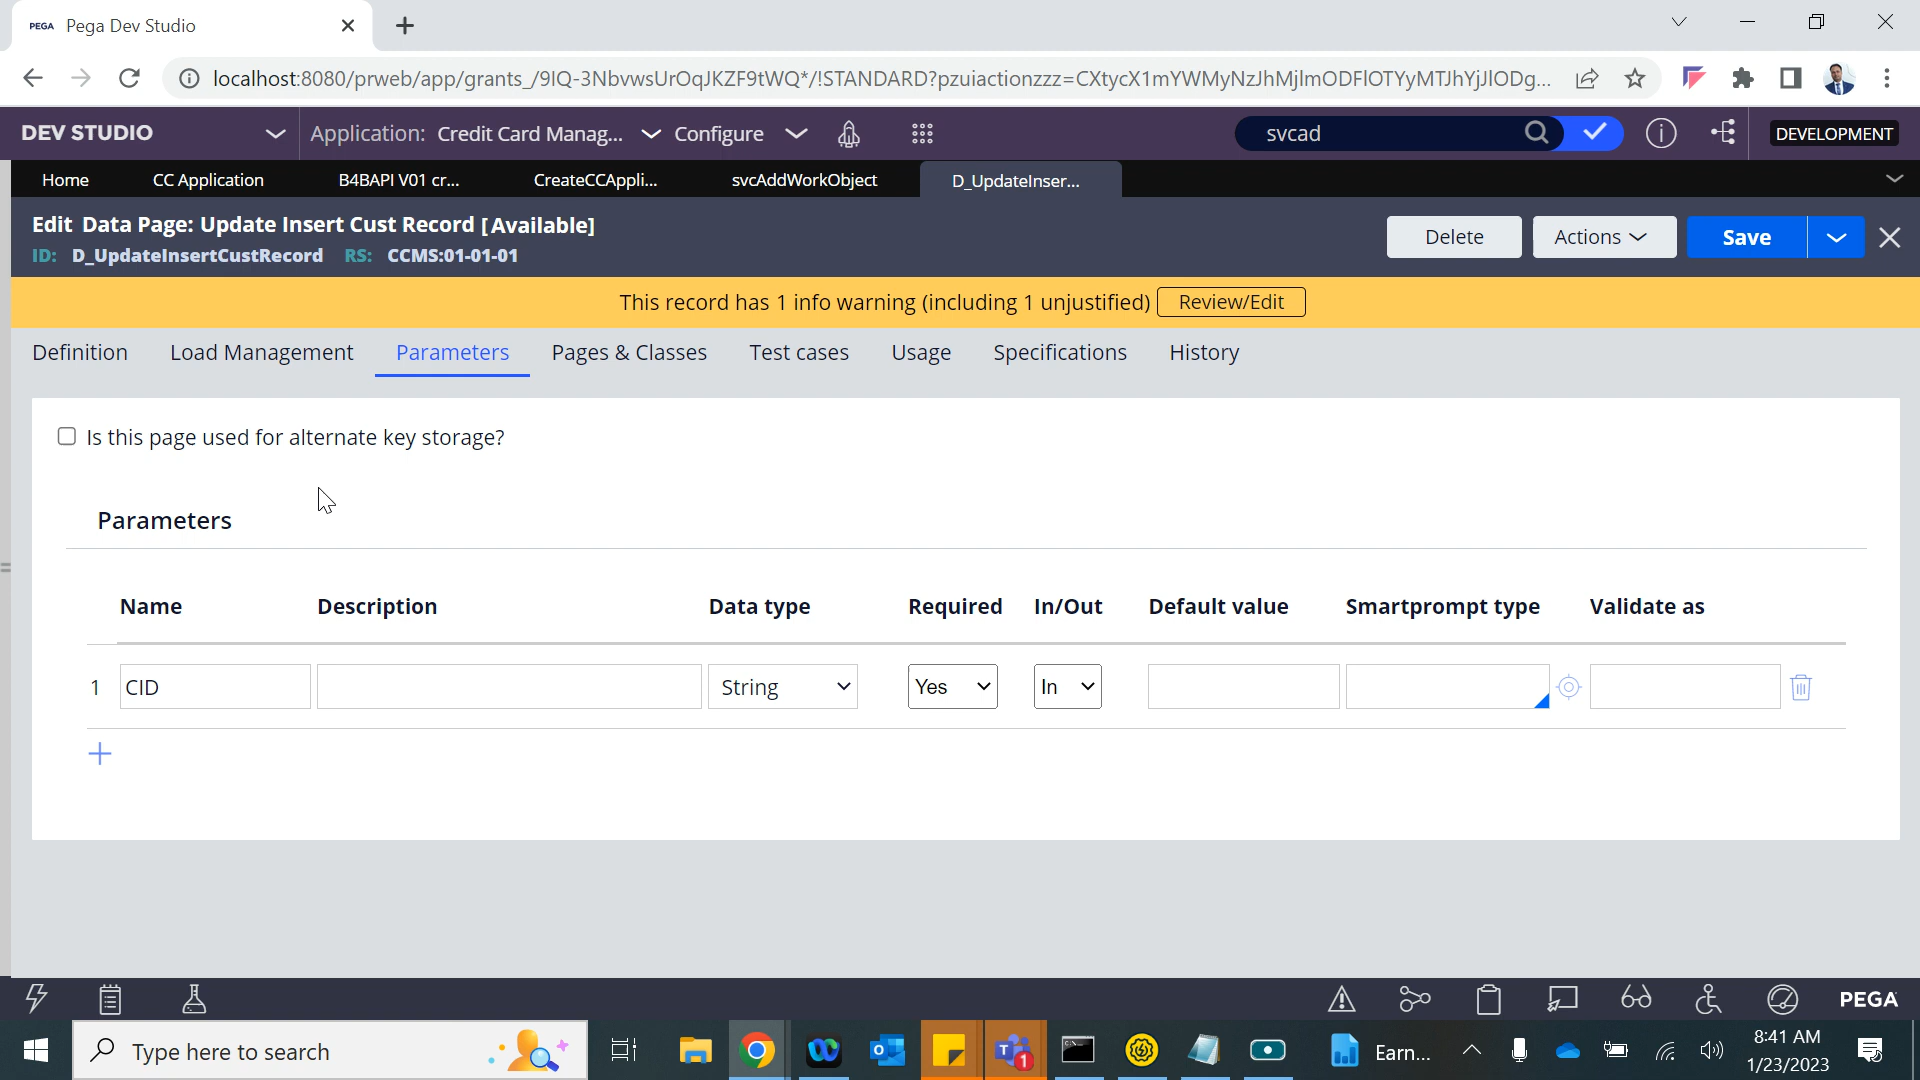 PEGA Pega Dev Studio
localhost:8080/prweb/app/grants_/9IQ-3NbvwsUrOqJKZF9tWQ*/!STANDARD?pzuiactionzzz=CXtycX1mYWMyNzJhMjlmODFlOTYyMTJhYjJlODg...
DEV STUDIO Application: Credit Card Manag... Configure svcad DEVELOPMENT
Home CC Application B4BAPI V01 cr... CreateCCAppli... svcAddWorkObject D_UpdateInser...
Edit Data Page: Update Insert Cust Record [Available] Delete Actions Save
ID: D_UpdateInsertCustRecord RS: CCMS:01-01-01
This record has 1 info warning (including 1 unjustified) Review/Edit
Definition Load Management Parameters Pages & Classes Test cases Usage Specifications History
Is this page used for alternate key storage?
Parameters
Name Description Data type Required In/Out Default value Smartprompt type Validate as
1 CID String Yes In
PEGA
Type here to search 1 Earn... 8:41 AM
1/23/2023